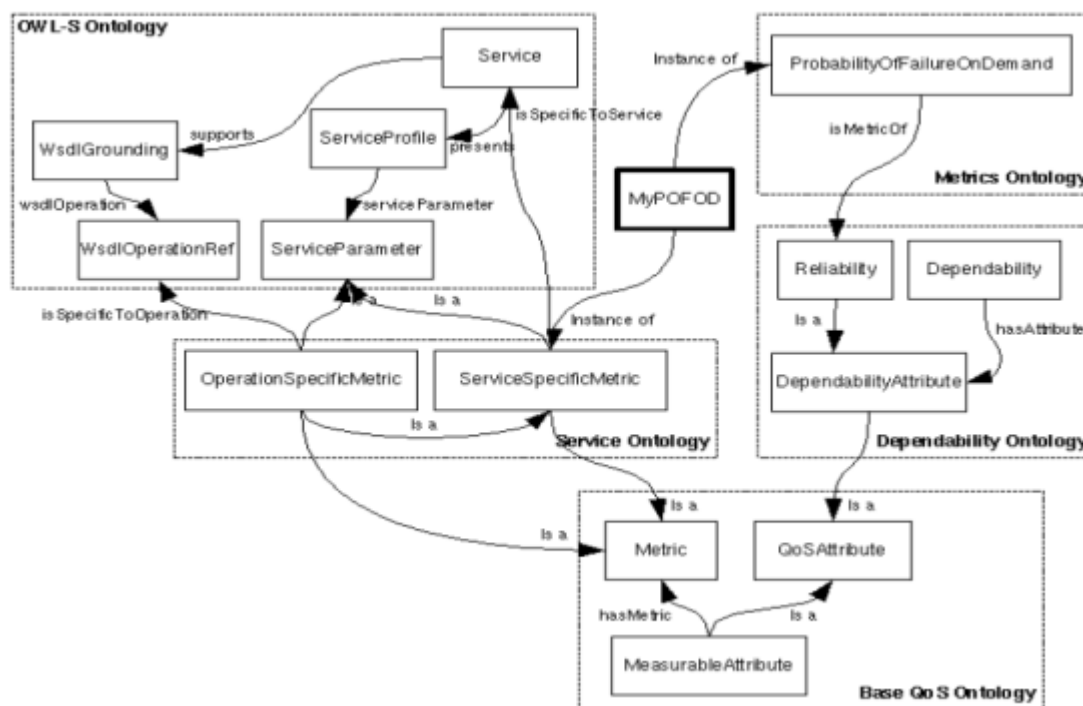 OWL-S Ontology
Service
Instance of
ProbabilityOfFailureOnDemand
isSpecificToService
isMetricOf
supports
WsdlGrounding
ServiceProfile
presents
Metrics Ontology
MyPOFOD
wsdlOperation
serviceParameter
WsdlOperationRef
ServiceParameter
Reliability
Dependability
Is a
Is a
isSpecificToOperation
Instance of
Is a
hasAttribute
OperationSpecificMetric
ServiceSpecificMetric
DependabilityAttribute
Is a
Service Ontology
Dependability Ontology
Is a
Is a
Is a
Metric
QoSAttribute
hasMetric
Is a
MeasurableAttribute
Base QoS Ontology